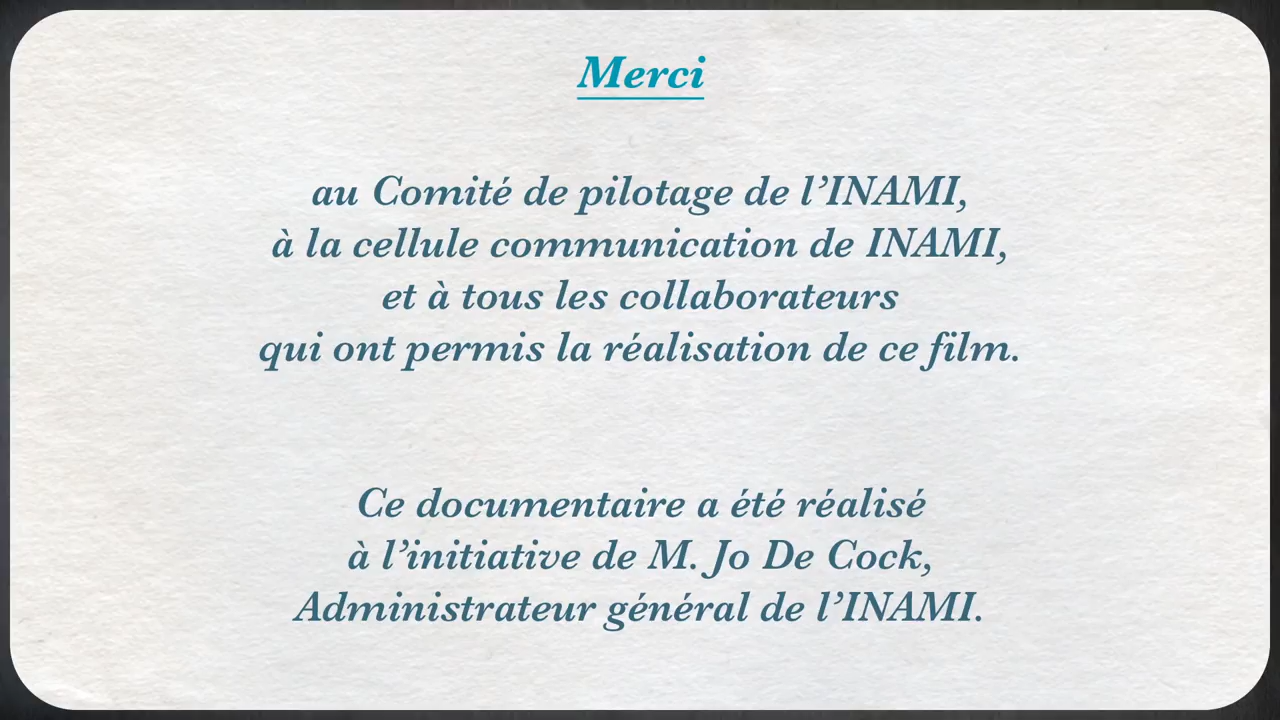 Merci
au Comité de pilotage de l’INAMI,
à la cellule communication de INAMI,
et à tous les collaborateurs
qui ont permis la réalisation de ce film.
Ce documentaire a été réalisé
à l’initiative de M. Jo De Cock,
Administrateur général de l’INAMI.